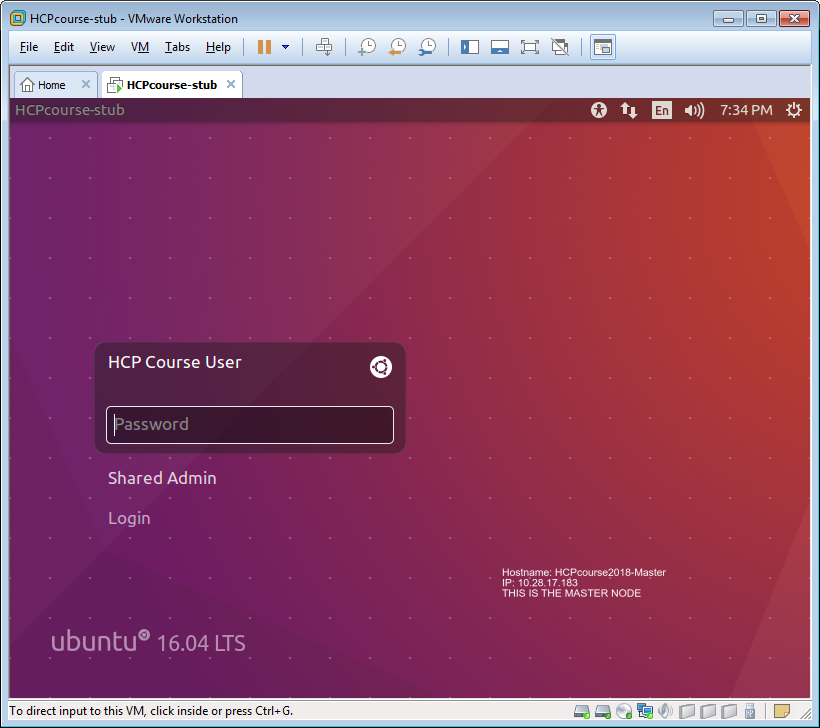 HCPcourse-stub - VMware Workstation
File Edit View VM Tabs Help
Home HCPcourse-stub
HCPcourse-stub En 7:34 PM
HCP Course User
Password
Shared Admin
Login
Hostname: HCPcourse2018-Master
IP: 10.28.17.183
THIS IS THE MASTER NODE
ubuntu 16.04 LTS
To direct input to this VM, click inside or press Ctrl+G.